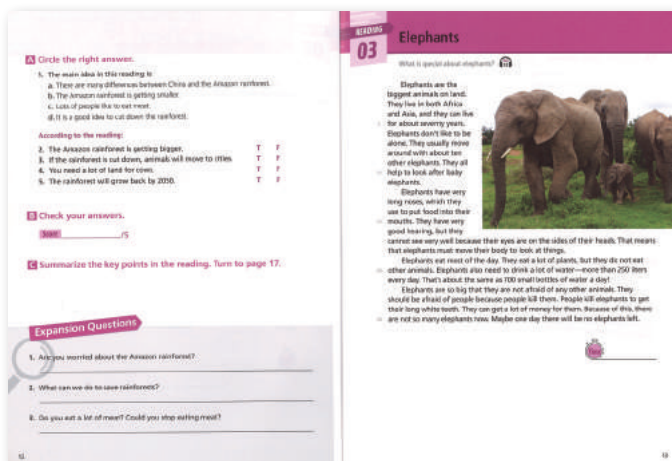 A Circle the right answer.
1. The main idea in this reading is
a. There are many differences between China and the Amazon rainforest.
b. The Amazon rainforest is getting smaller.
c. Lots of people like to eat meat.
d. It is a good idea to cut down the rainforest.
According to the reading:
2. The Amazon rainforest is getting bigger. T F
3. If the rainforest is cut down, animals will move to cities. T F
4. You need a lot of land for cows. T F
5. The rainforest will grow back by 2050. T F
B Check your answers.
Score /5
C Summarize the key points in the reading. Turn to page 17.
Expansion Questions
1. Are you worried about the Amazon rainforest?
2. What can we do to save rainforests?
3. Do you eat a lot of meat? Could you stop eating meat?
12
READING
03
Elephants
What is special about elephants?
Elephants are the
biggest animals on land.
They live in both Africa
and Asia, and they can live
for about seventy years.
Elephants don't like to be
alone. They usually move
around with about ten
other elephants. They all
help to look after baby
elephants.
Elephants have very
long noses, which they
use to put food into their
mouths. They have very
good hearing, but they
cannot see very well because their eyes are on the sides of their heads. That means
that elephants must move their body to look at things.
Elephants eat most of the day. They eat a lot of plants, but they do not eat
other animals. Elephants also need to drink a lot of water—more than 250 liters
every day. That's about the same as 700 small bottles of water a day!
Elephants are so big that they are not afraid of any other animals. They
should be afraid of people because people kill them. People kill elephants to get
their long white teeth. They can get a lot of money for them. Because of this, there
are not so many elephants now. Maybe one day there will be no elephants left.
Time
13